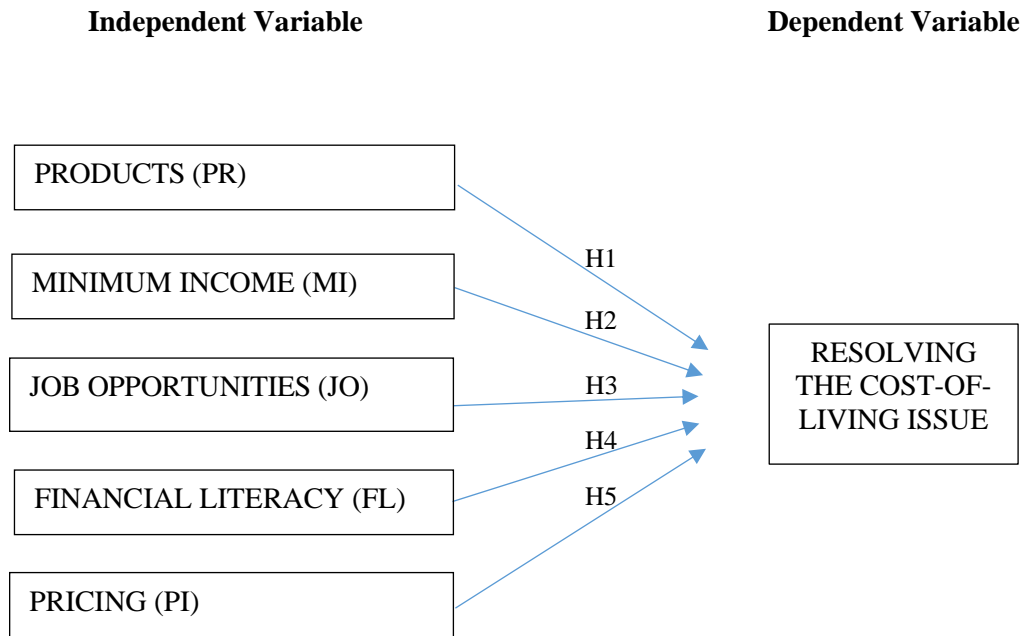 Independent Variable
Dependent Variable
PRODUCTS (PR)
H1
MINIMUM INCOME (MI)
H2
JOB OPPORTUNITIES (JO)
H3
RESOLVING
THE COST-OF-
LIVING ISSUE
H4
FINANCIAL LITERACY (FL)
H5
PRICING (PI)